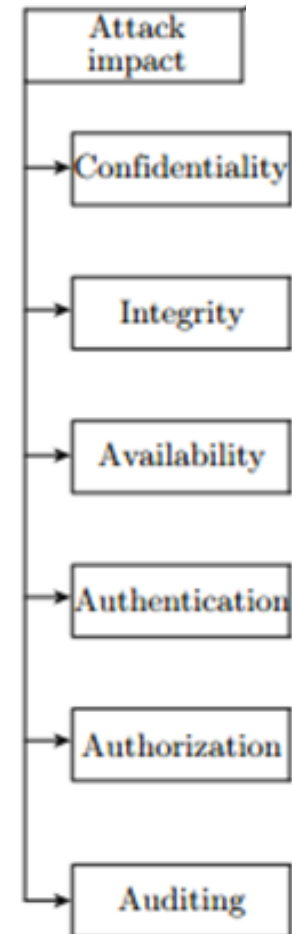 Attack
impact
Confidentiality
Integrity
Availability
Authentication
Authorization
Auditing